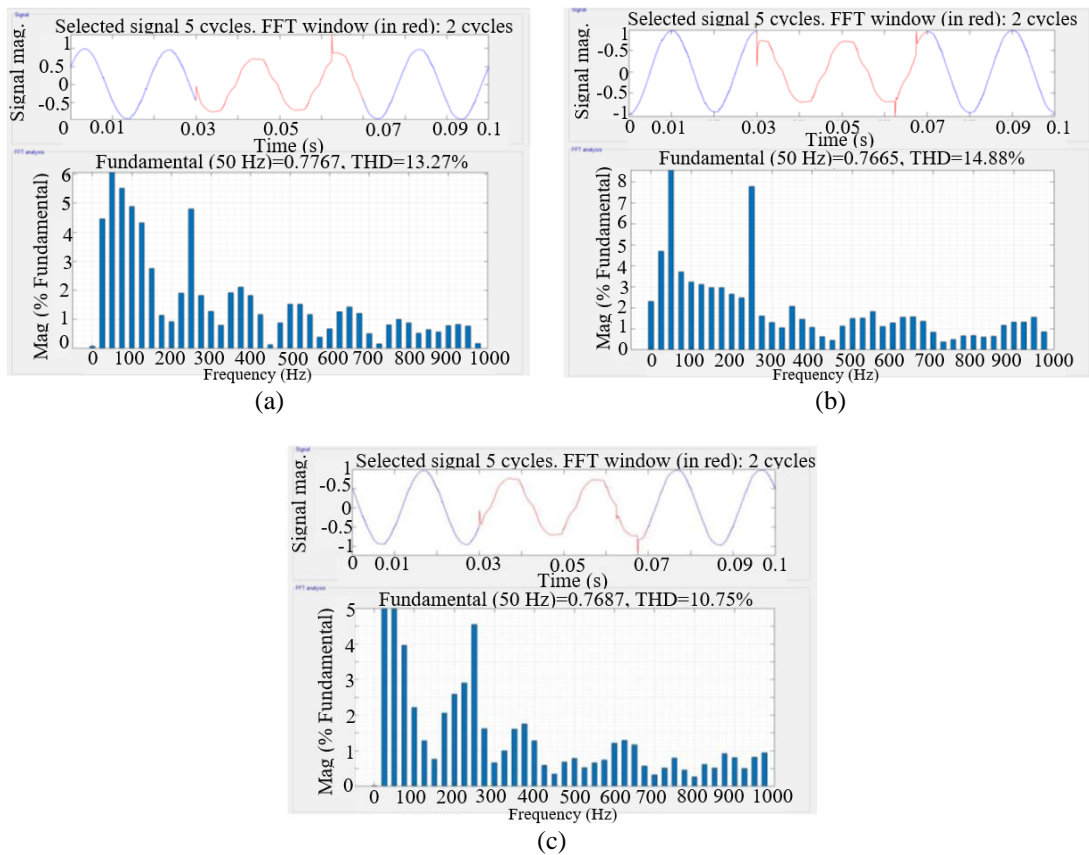 Signal
Selected signal 5 cycles. FFT window (in red): 2 cycles
Signal mag.
1
0.5
0
-0.5
0 0.01 0.03 0.05 0.07 0.09 0.1
Time (s)
FFT analysis
Fundamental (50 Hz)=0.7767, THD=13.27%
Mag (% Fundamental)
6
5
4
3
2
1
0
0 100 200 300 400 500 600 700 800 900 1000
Frequency (Hz)
(a)
Signal
Selected signal 5 cycles. FFT window (in red): 2 cycles
Signal mag.
-0.5
0
-0.5
-1
0 0.01 0.03 0.05 0.07 0.09 0.1
Time (s)
FFT analysis
Fundamental (50 Hz)=0.7665, THD=14.88%
Mag (% Fundamental)
8
7
6
5
4
3
2
1
0
0 100 200 300 400 500 600 700 800 900 1000
Frequency (Hz)
(b)
Signal
Selected signal 5 cycles. FFT window (in red): 2 cycles
Signal mag.
1
-0.5
0
-0.5
-1
0 0.01 0.03 0.05 0.07 0.09 0.1
Time (s)
FFT analysis
Fundamental (50 Hz)=0.7687, THD=10.75%
Mag (% Fundamental)
5
4
3
2
1
0
0 100 200 300 400 500 600 700 800 900 1000
Frequency (Hz)
(c)